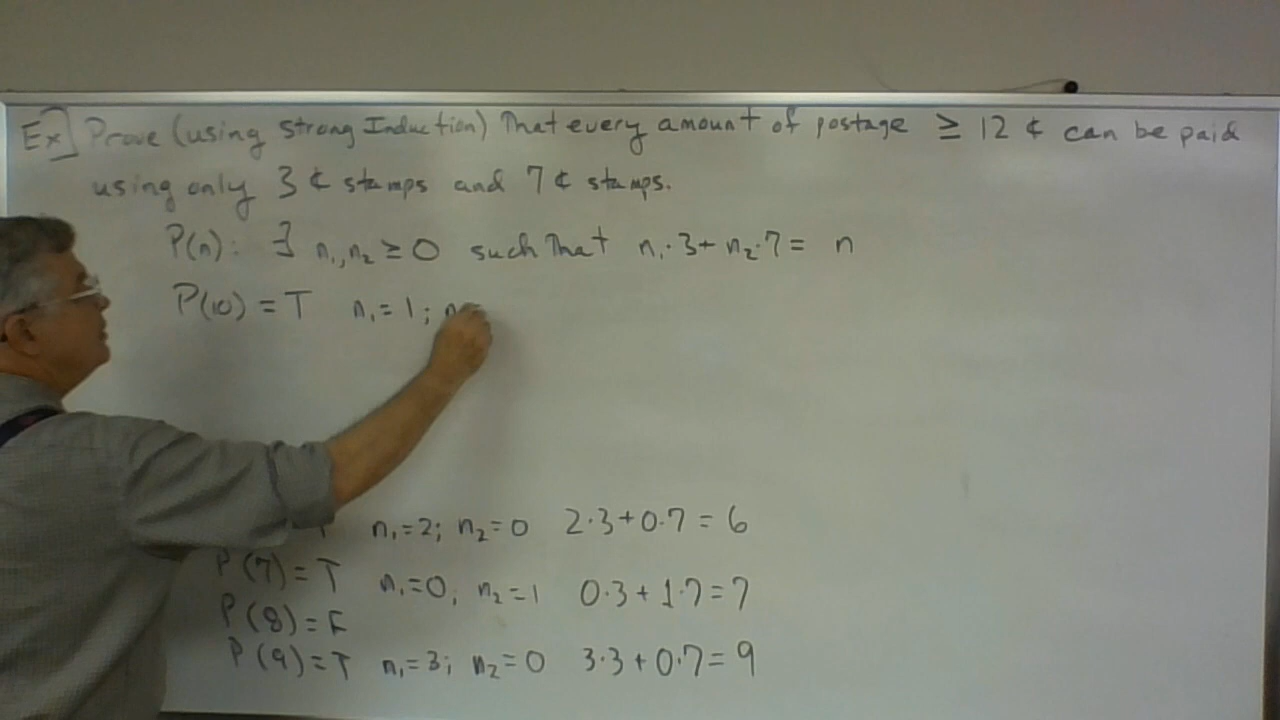 Ex] Prove (using strong Induction) That every amount of postage ≥ 12 ¢ can be paid
using only 3 ¢ stamps and 7 ¢ stamps.
P(n): ∃ n₁,n₂ ≥ 0 such that n₁·3+n₂·7 = n
P(10) = T n₁=1; n
n₁=2; n₂=0 2·3+0·7=6
P(7)=T n₁=0; n₂=1 0·3+1·7=7
P(8)=F
P(9)=T n₁=3; n₂=0 3·3+0·7=9